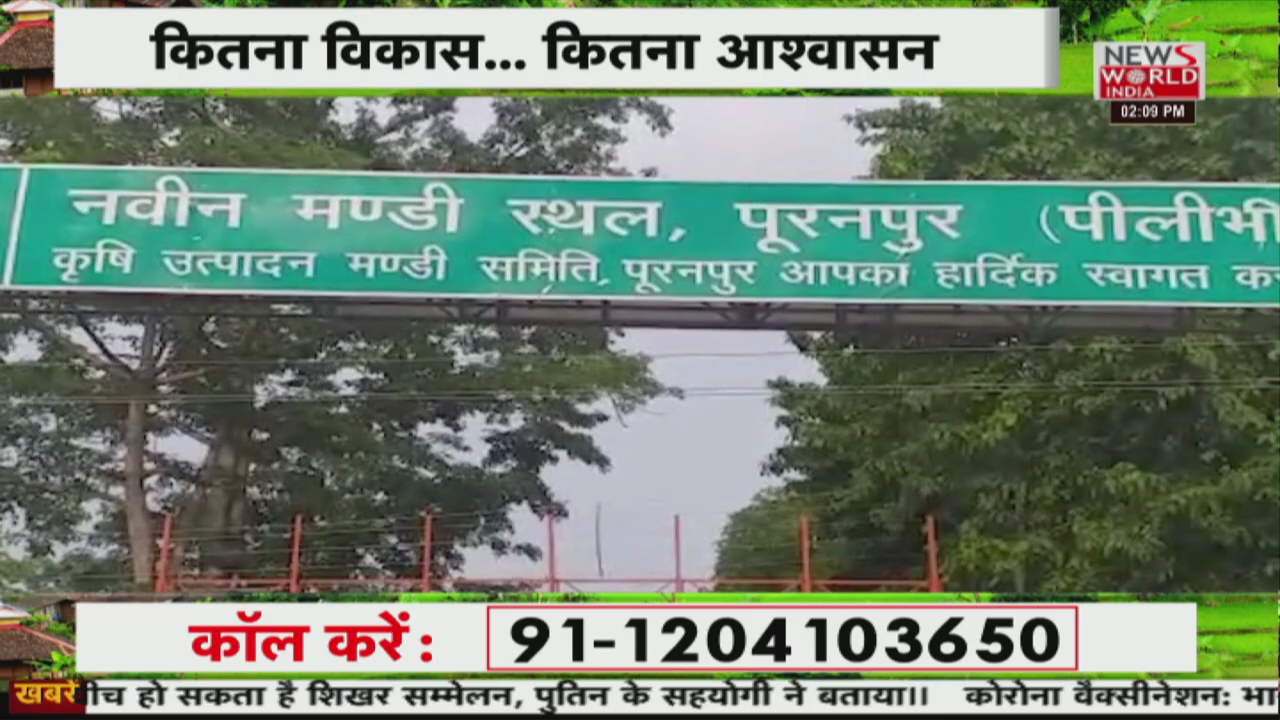 कितना विकास... कितना आश्वासन
NEWS
WORLD
INDIA
02:09 PM
नवीन मण्डी स्थल, पूरनपुर (पीलीभी
कृषि उत्पादन मण्डी समिति, पूरनपुर आपका हार्दिक स्वागत कर
कॉल करें : 91-1204103650
खबरें ीच हो सकता है शिखर सम्मेलन, पुतिन के सहयोगी ने बताया।। कोरोना वैक्सीनेशन: भा